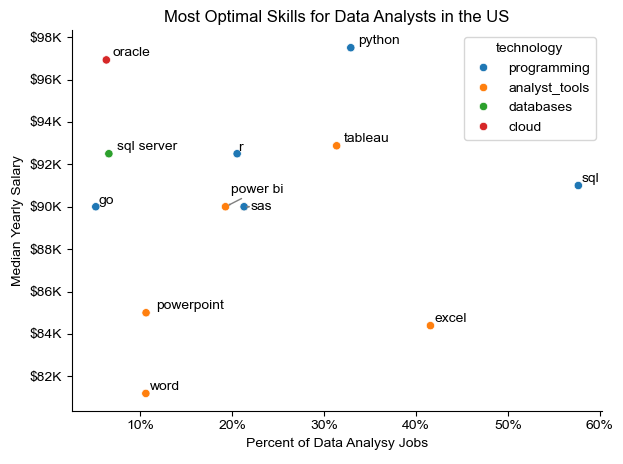 Most Optimal Skills for Data Analysts in the US
$98K
$96K
$94K
$92K
$90K
$88K
$86K
$84K
$82K
Median Yearly Salary
oracle
python
sql server
r
tableau
power bi
sql
go
sas
powerpoint
excel
word
technology
programming
analyst_tools
databases
cloud
10%
20%
30%
40%
50%
60%
Percent of Data Analysy Jobs